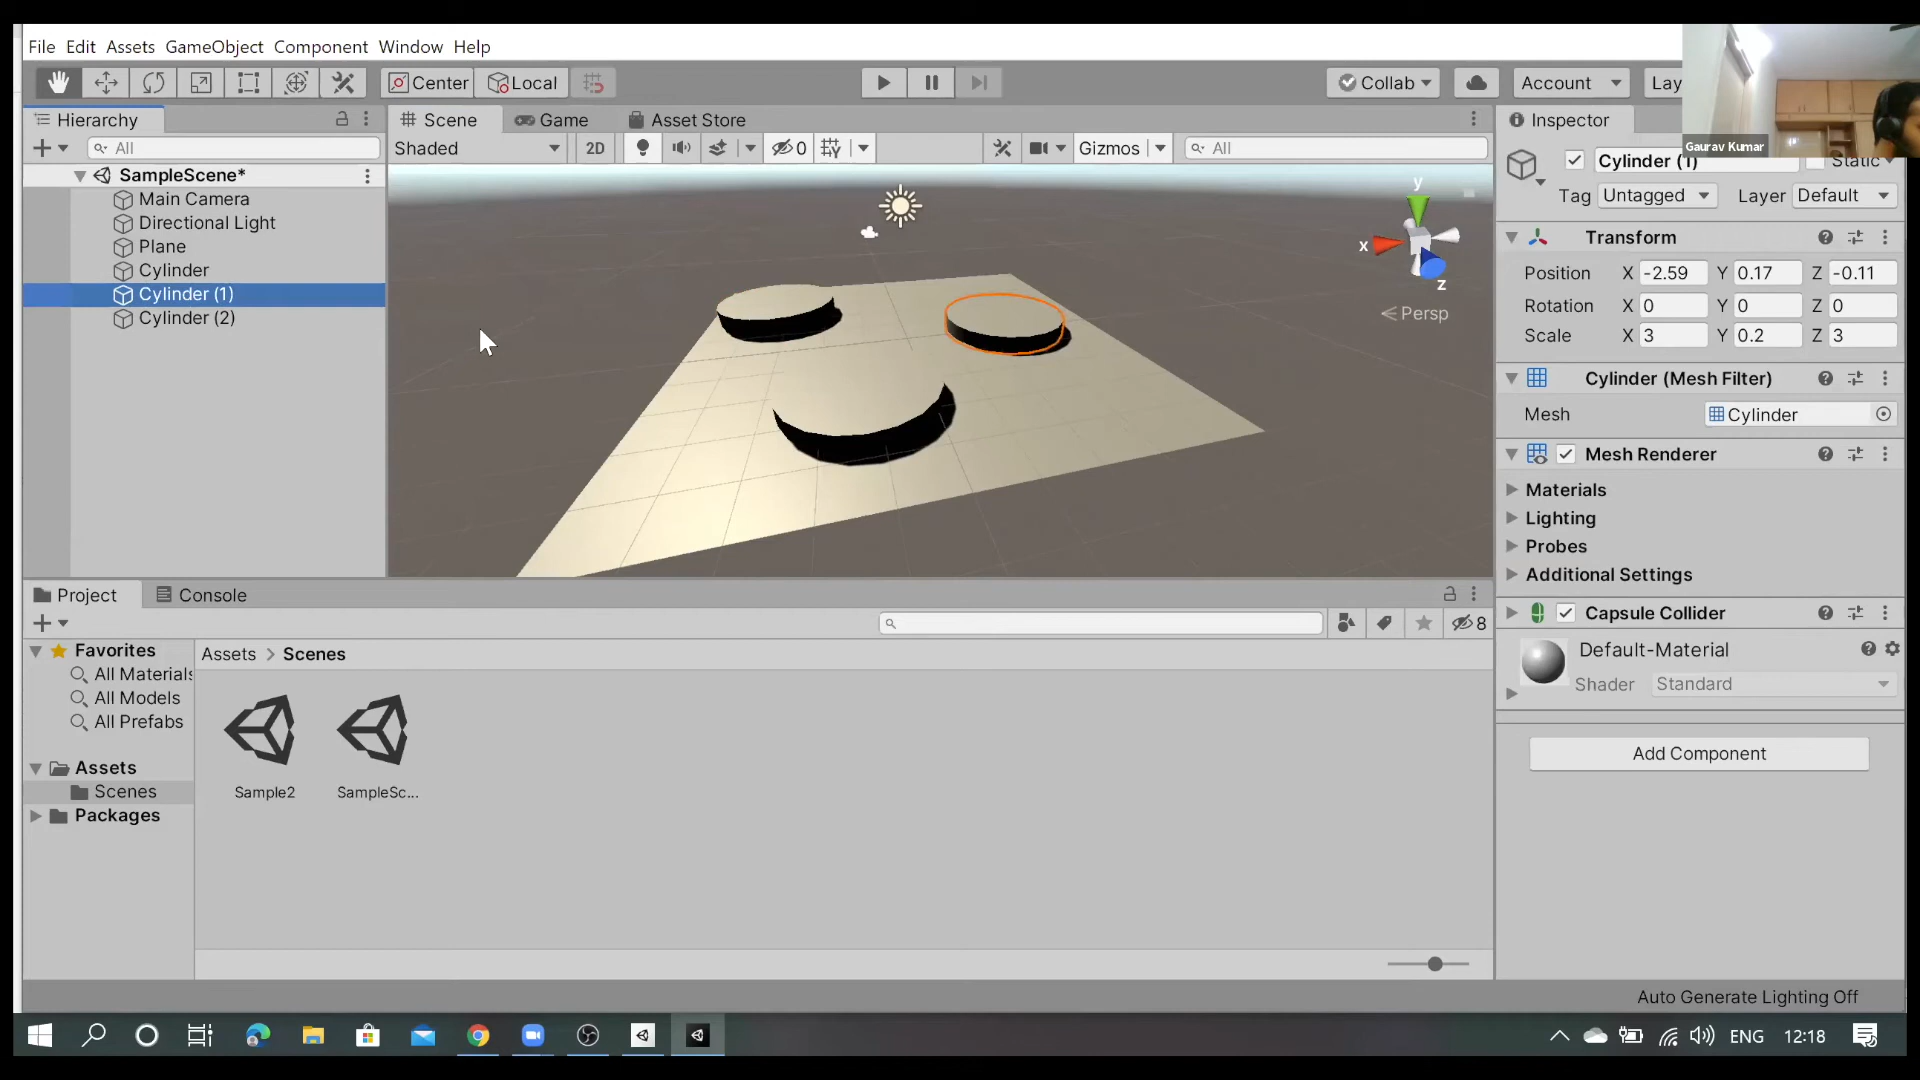 File Edit Assets GameObject Component Window Help
Center Local Collab Account Lay
Gaurav Kumar
Hierarchy
All
SampleScene*
Main Camera
Directional Light
Plane
Cylinder
Cylinder (1)
Cylinder (2)
Scene Game Asset Store
Shaded 2D 0 Gizmos All
y
x
z
Persp
Inspector
Cylinder (1) Static
Tag Untagged Layer Default
Transform
Position X -2.59 Y 0.17 Z -0.11
Rotation X 0 Y 0 Z 0
Scale X 3 Y 0.2 Z 3
Cylinder (Mesh Filter)
Mesh Cylinder
Mesh Renderer
Materials
Lighting
Probes
Additional Settings
Capsule Collider
Default-Material
Shader Standard
Add Component
Project Console
8
Favorites
All Materials
All Models
All Prefabs
Assets
Scenes
Packages
Assets > Scenes
Sample2 SampleSc...
Auto Generate Lighting Off
ENG 12:18